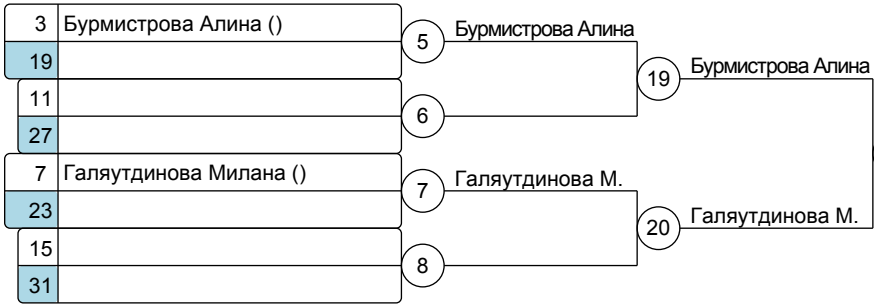 3 Бурмистрова Алина ()
19
11
27
7 Галяутдинова Милана ()
23
15
31
5 Бурмистрова Алина
6
7 Галяутдинова М.
8
19 Бурмистрова Алина
20 Галяутдинова М.